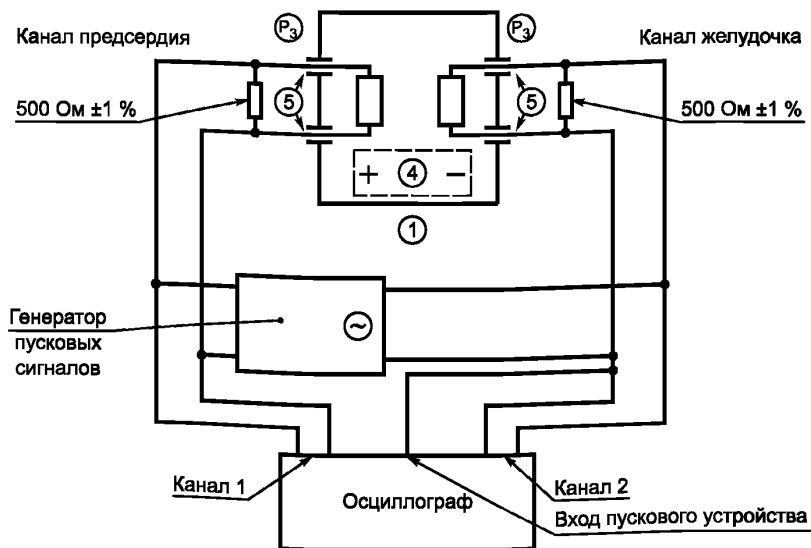 P3 P3
Канал предсердия
Канал желудочка
500 Ом ±1 %
5
5
500 Ом ±1 %
+ 4 −
1
Генератор
пусковых
сигналов
~
Канал 1
Осциллограф
Канал 2
Вход пускового устройства